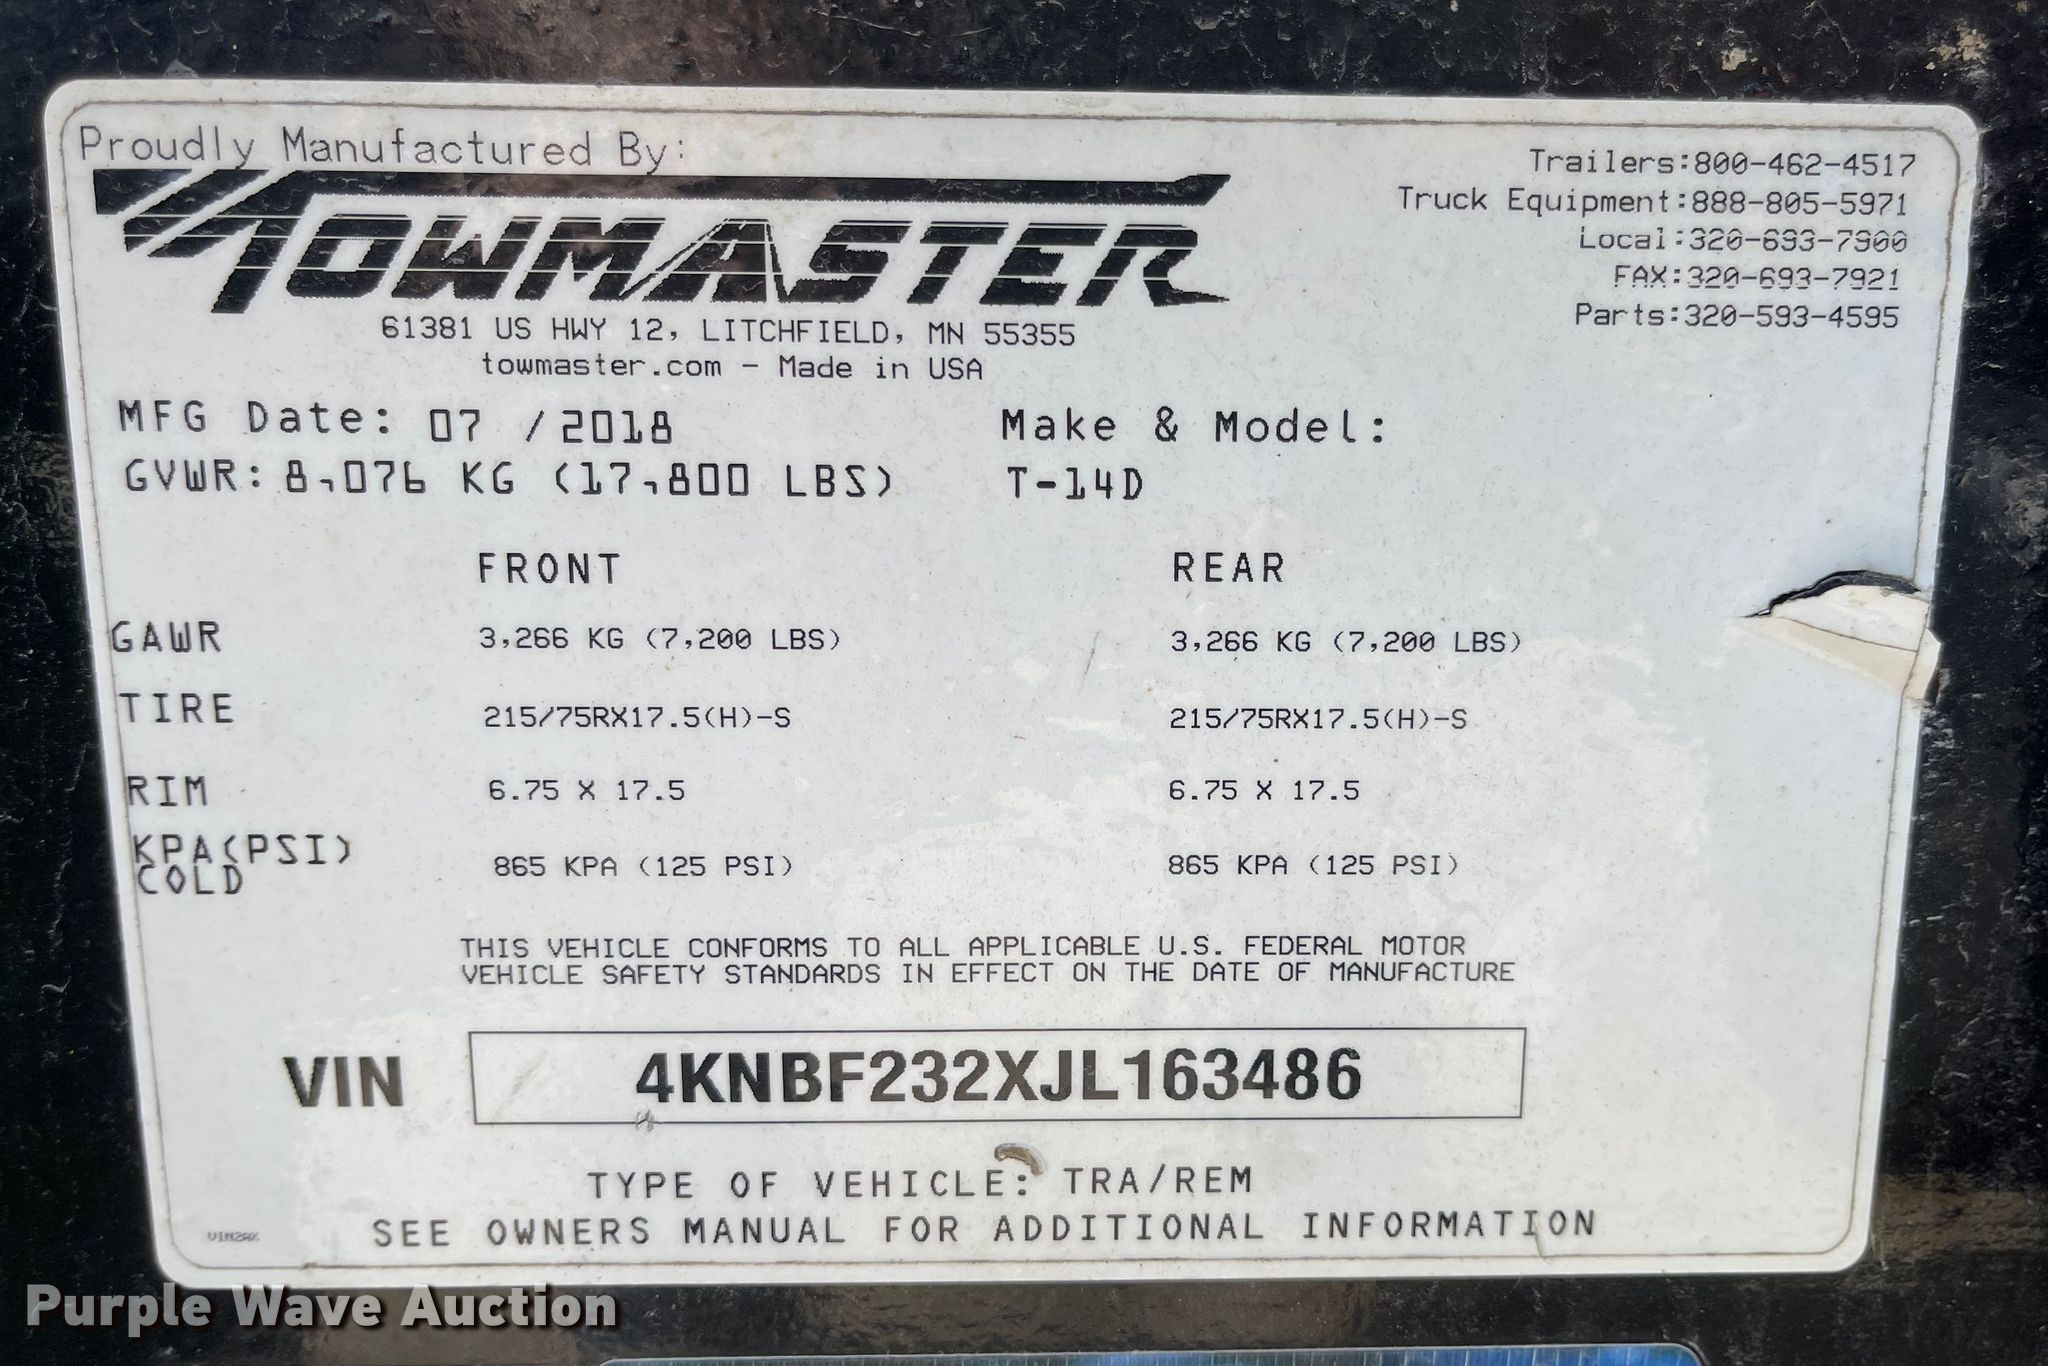 Proudly Manufactured By:
TOWMASTER
61381 US HWY 12, LITCHFIELD, MN 55355
towmaster.com - Made in USA
Trailers:800-462-4517
Truck Equipment:888-805-5971
Local:320-693-7900
FAX:320-693-7921
Parts:320-593-4595
MFG Date: 07 /2018
Make & Model:
GVWR: 8,076 KG (17,800 LBS)
T-14D
FRONT REAR
GAWR 3,266 KG (7,200 LBS) 3,266 KG (7,200 LBS)
TIRE 215/75RX17.5(H)-S 215/75RX17.5(H)-S
RIM 6.75 X 17.5 6.75 X 17.5
KPA(PSI) COLD 865 KPA (125 PSI) 865 KPA (125 PSI)
THIS VEHICLE CONFORMS TO ALL APPLICABLE U.S. FEDERAL MOTOR
VEHICLE SAFETY STANDARDS IN EFFECT ON THE DATE OF MANUFACTURE
VIN 4KNBF232XJL163486
TYPE OF VEHICLE: TRA/REM
SEE OWNERS MANUAL FOR ADDITIONAL INFORMATION
Purple Wave Auction